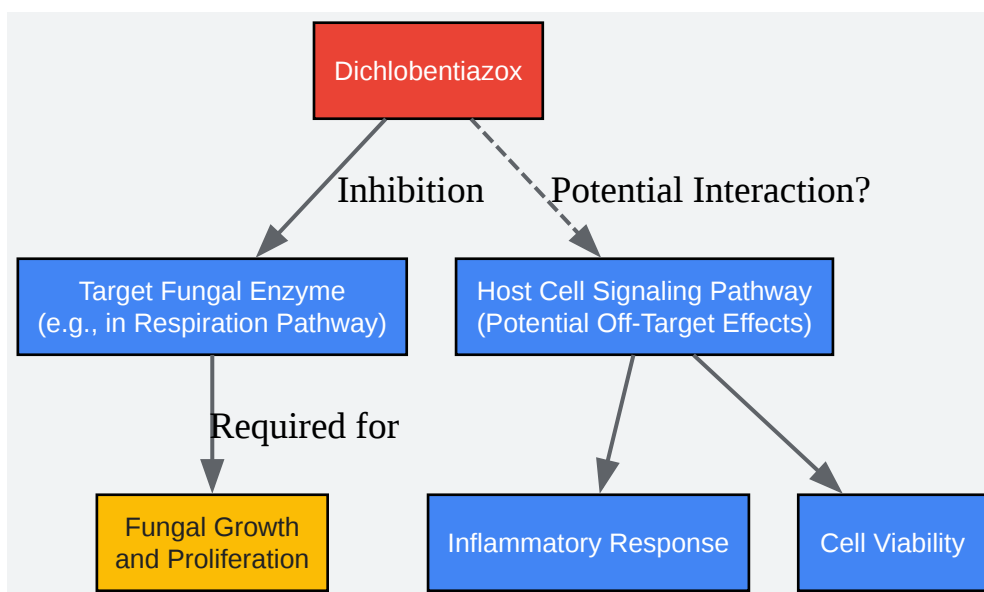 Dichlobentiazox
Inhibition
Potential Interaction?
Target Fungal Enzyme
(e.g., in Respiration Pathway)
Host Cell Signaling Pathway
(Potential Off-Target Effects)
Required for
Fungal Growth
and Proliferation
Inflammatory Response
Cell Viability